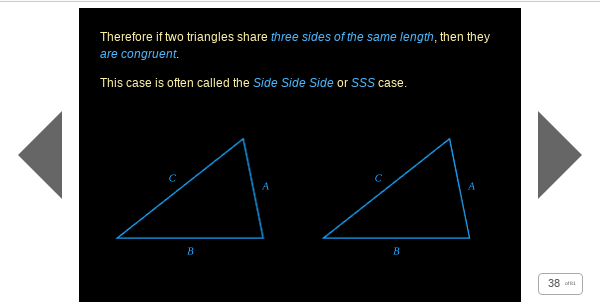 Therefore if two triangles share three sides of the same length, then they
are congruent.
This case is often called the Side Side Side or SSS case.
C
A
B
C
A
B
38 of 81